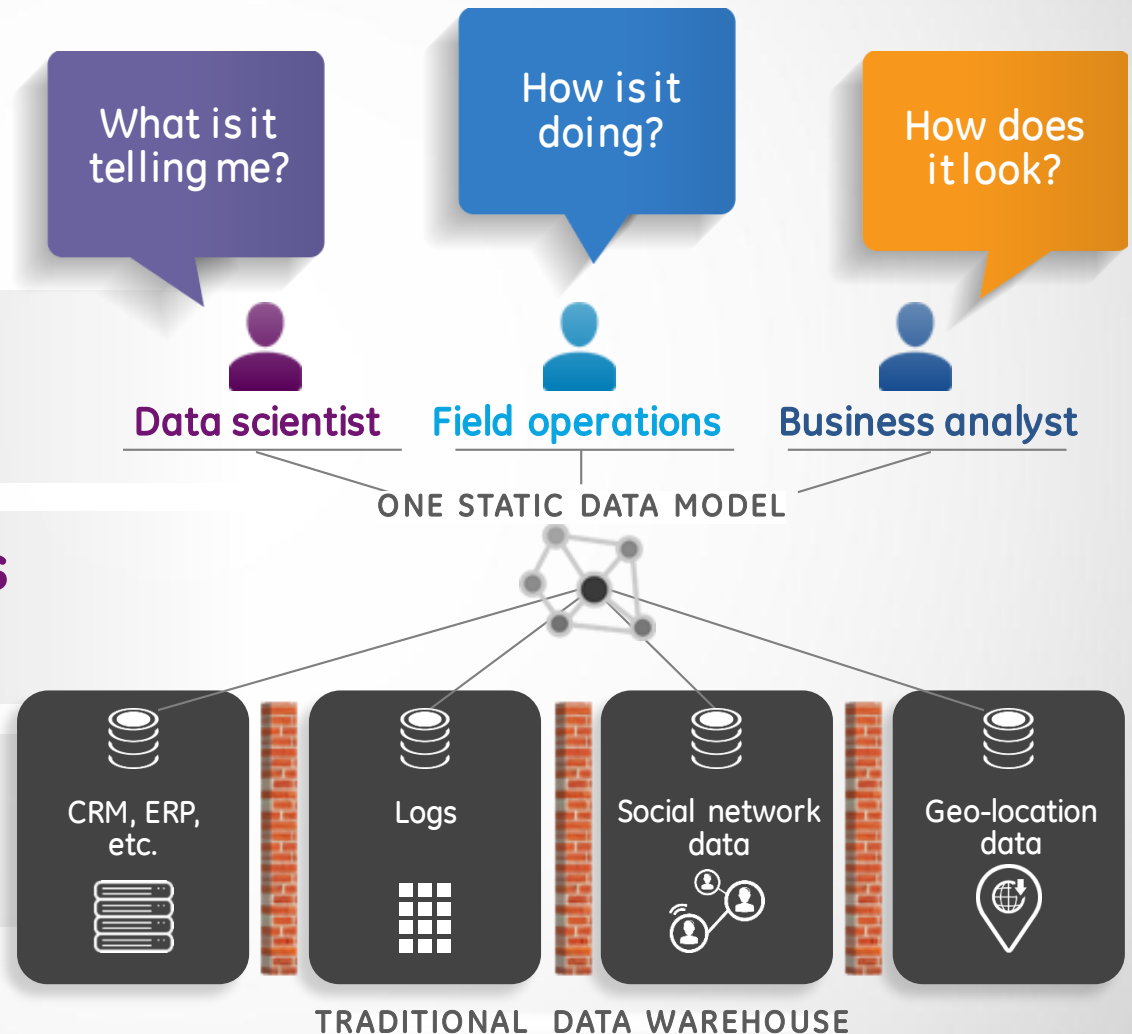 What is it
telling me?
How is it
doing?
How does
it look?
Data scientist
Field operations
Business analyst
ONE STATIC DATA MODEL
s
CRM, ERP,
etc.
Logs
Social network
data
Geo-location
data
TRADITIONAL DATA WAREHOUSE